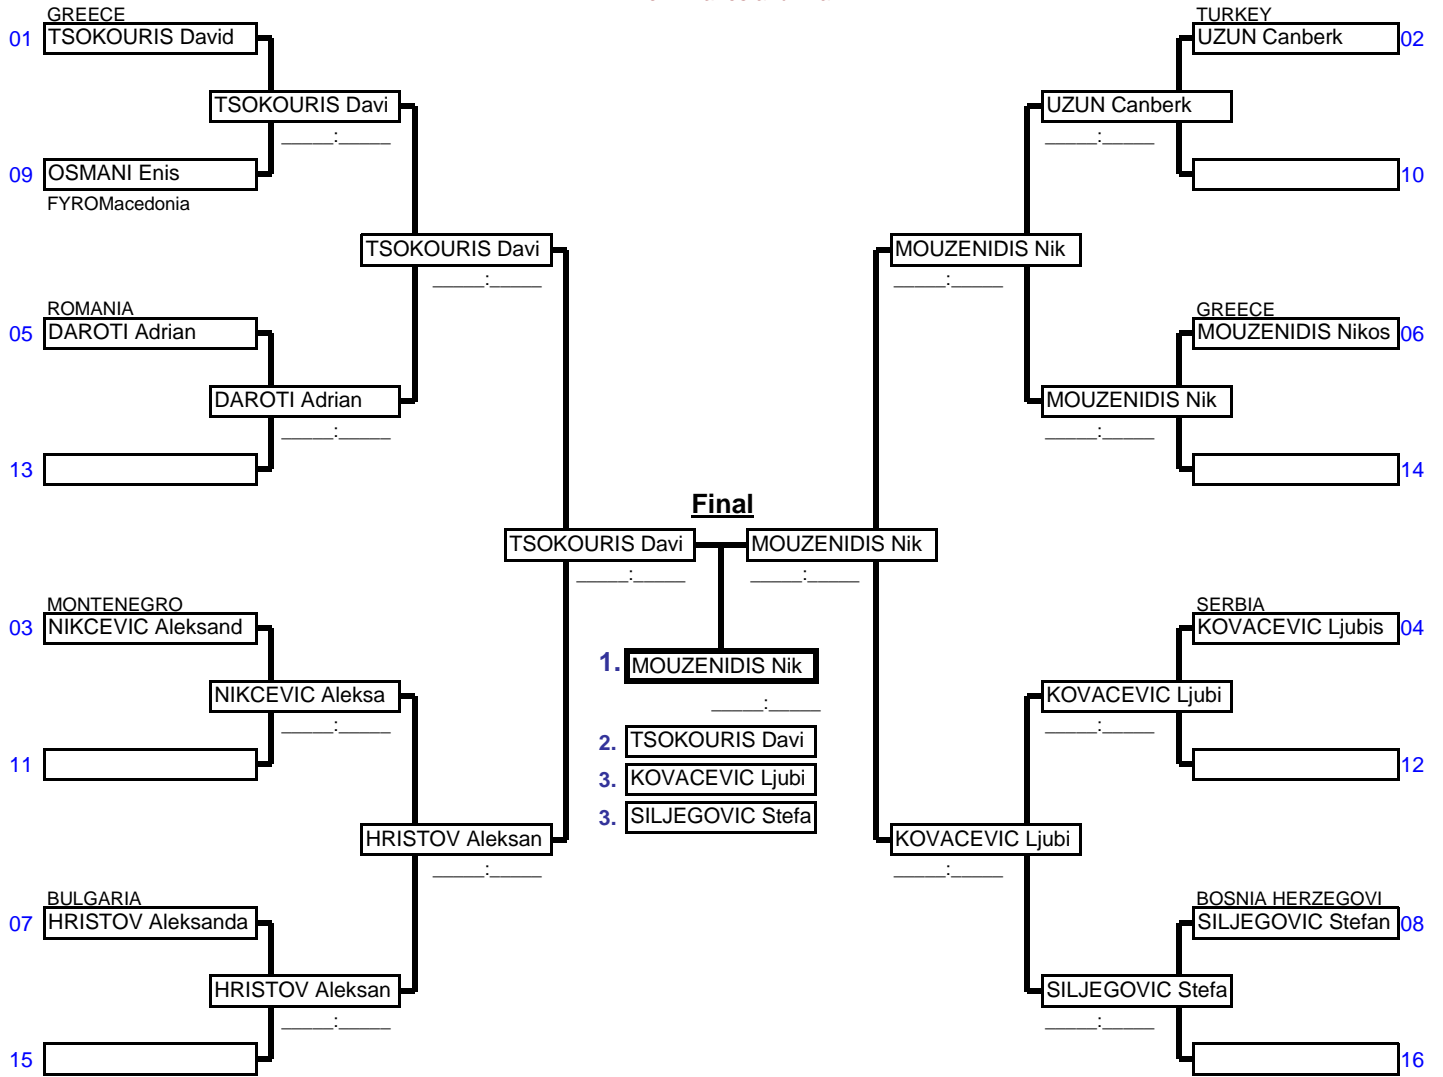 GREECE
01 TSOKOURIS David
TSOKOURIS Davi
____:____
09 OSMANI Enis
FYROMacedonia
TSOKOURIS Davi
____:____
ROMANIA
05 DAROTI Adrian
DAROTI Adrian
____:____
13
TSOKOURIS Davi
____:____
MONTENEGRO
03 NIKCEVIC Aleksand
NIKCEVIC Aleksa
____:____
11
HRISTOV Aleksan
____:____
BULGARIA
07 HRISTOV Aleksanda
HRISTOV Aleksan
____:____
15
Final
1. MOUZENIDIS Nik
____:____
2. TSOKOURIS Davi
3. KOVACEVIC Ljubi
3. SILJEGOVIC Stefa
TURKEY
UZUN Canberk 02
UZUN Canberk
____:____
10
MOUZENIDIS Nik
____:____
GREECE
MOUZENIDIS Nikos 06
MOUZENIDIS Nik
____:____
14
MOUZENIDIS Nik
____:____
SERBIA
KOVACEVIC Ljubis 04
KOVACEVIC Ljubi
____:____
12
KOVACEVIC Ljubi
____:____
BOSNIA HERZEGOVI
SILJEGOVIC Stefan 08
SILJEGOVIC Stefa
____:____
16